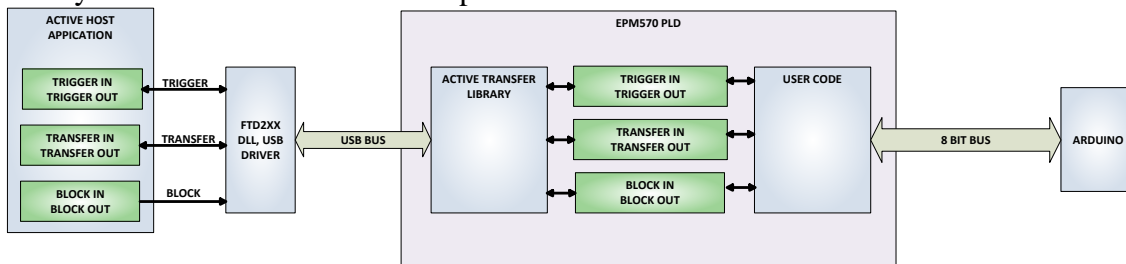 ACTIVE HOST
APPICATION
TRIGGER IN
TRIGGER OUT
TRANSFER IN
TRANSFER OUT
BLOCK IN
BLOCK OUT
TRIGGER
TRANSFER
BLOCK
FTD2XX
DLL, USB
DRIVER
USB BUS
EPM570 PLD
ACTIVE TRANSFER
LIBRARY
TRIGGER IN
TRIGGER OUT
TRANSFER IN
TRANSFER OUT
BLOCK IN
BLOCK OUT
USER CODE
8 BIT BUS
ARDUINO